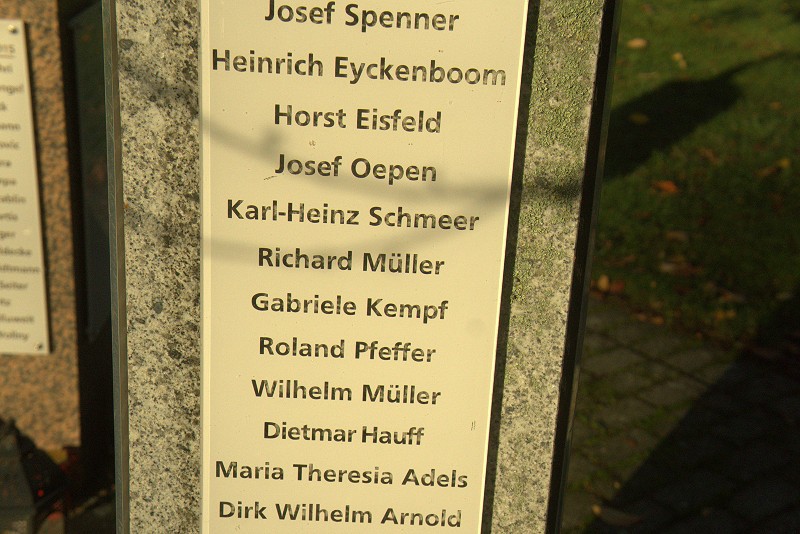 Josef Spenner
Heinrich Eyckenboom
Horst Eisfeld
Josef Oepen
Karl-Heinz Schmeer
Richard Müller
Gabriele Kempf
Roland Pfeffer
Wilhelm Müller
Dietmar Hauff
Maria Theresia Adels
Dirk Wilhelm Arnold